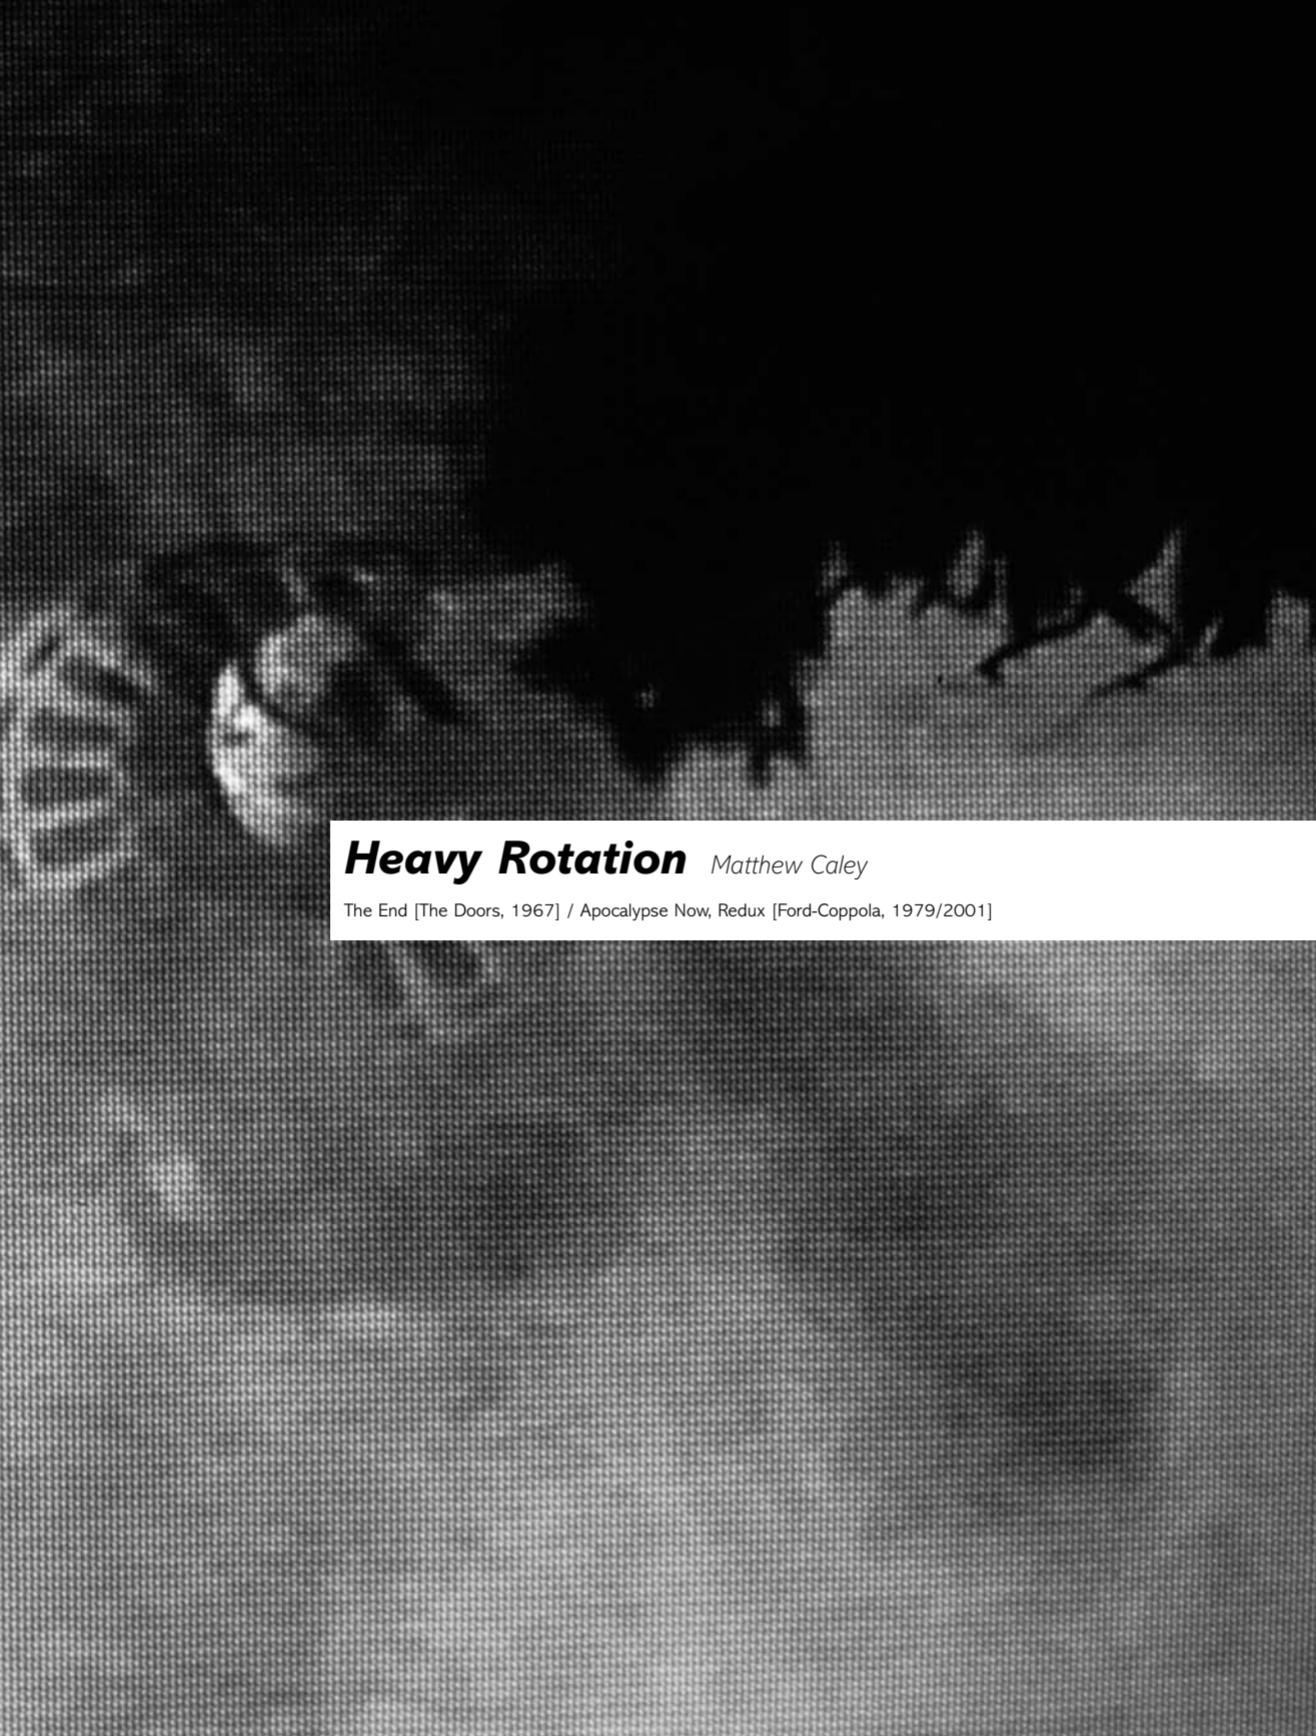 Heavy Rotation Matthew Caley
The End [The Doors, 1967] / Apocalypse Now, Redux [Ford-Coppola, 1979/2001]